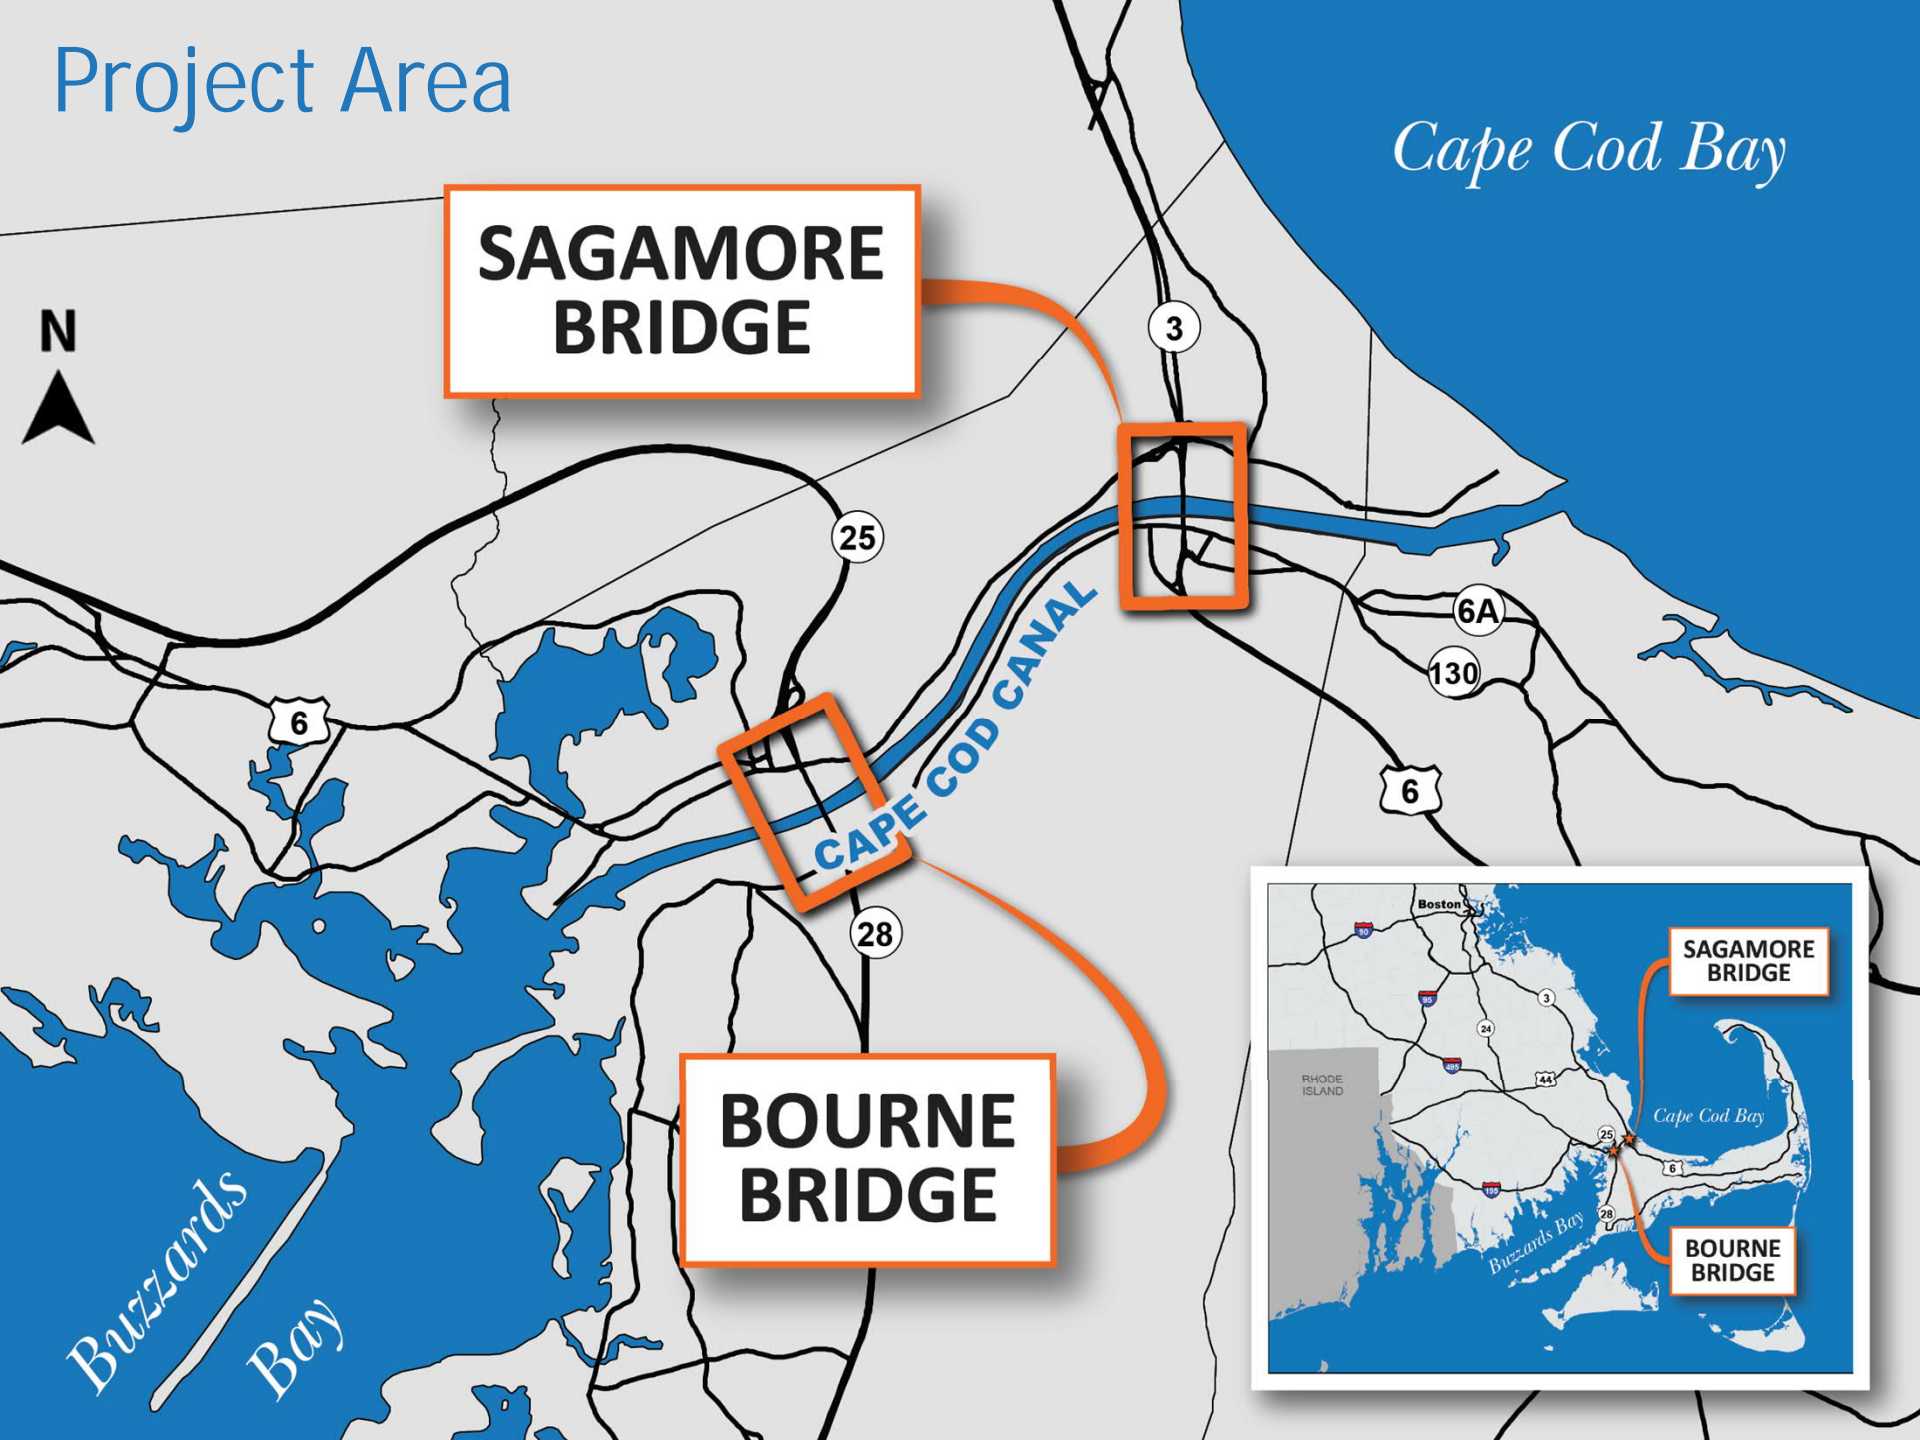 Project Area
Cape Cod Bay
SAGAMORE
BRIDGE
N
3
25
6A
130
6
6
CAPE COD CANAL
28
BOURNE
BRIDGE
Buzzards
Bay
Boston
90
SAGAMORE
BRIDGE
95
3
24
495
44
RHODE
ISLAND
Cape Cod Bay
25
6
195
28
Buzzards Bay
BOURNE
BRIDGE